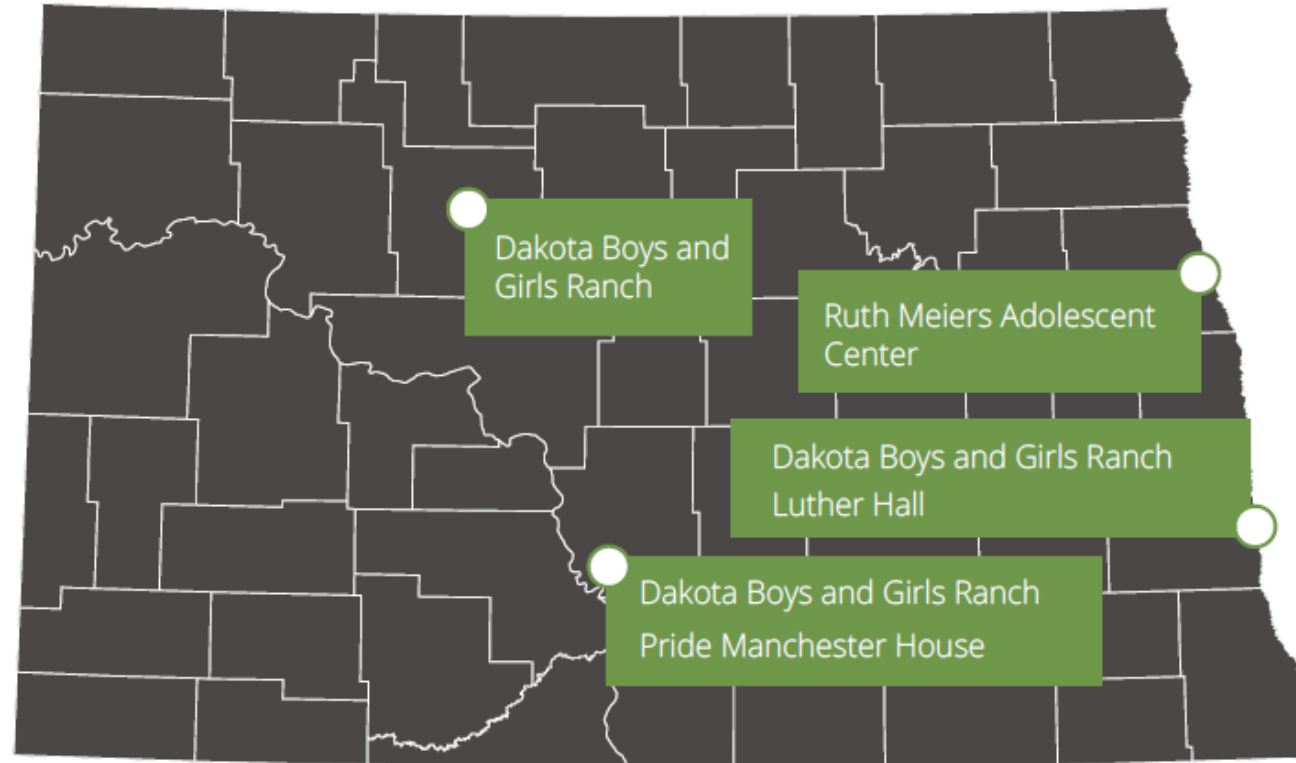 Dakota Boys and
Girls Ranch
Ruth Meiers Adolescent
Center
Dakota Boys and Girls Ranch
Luther Hall
Dakota Boys and Girls Ranch
Pride Manchester House